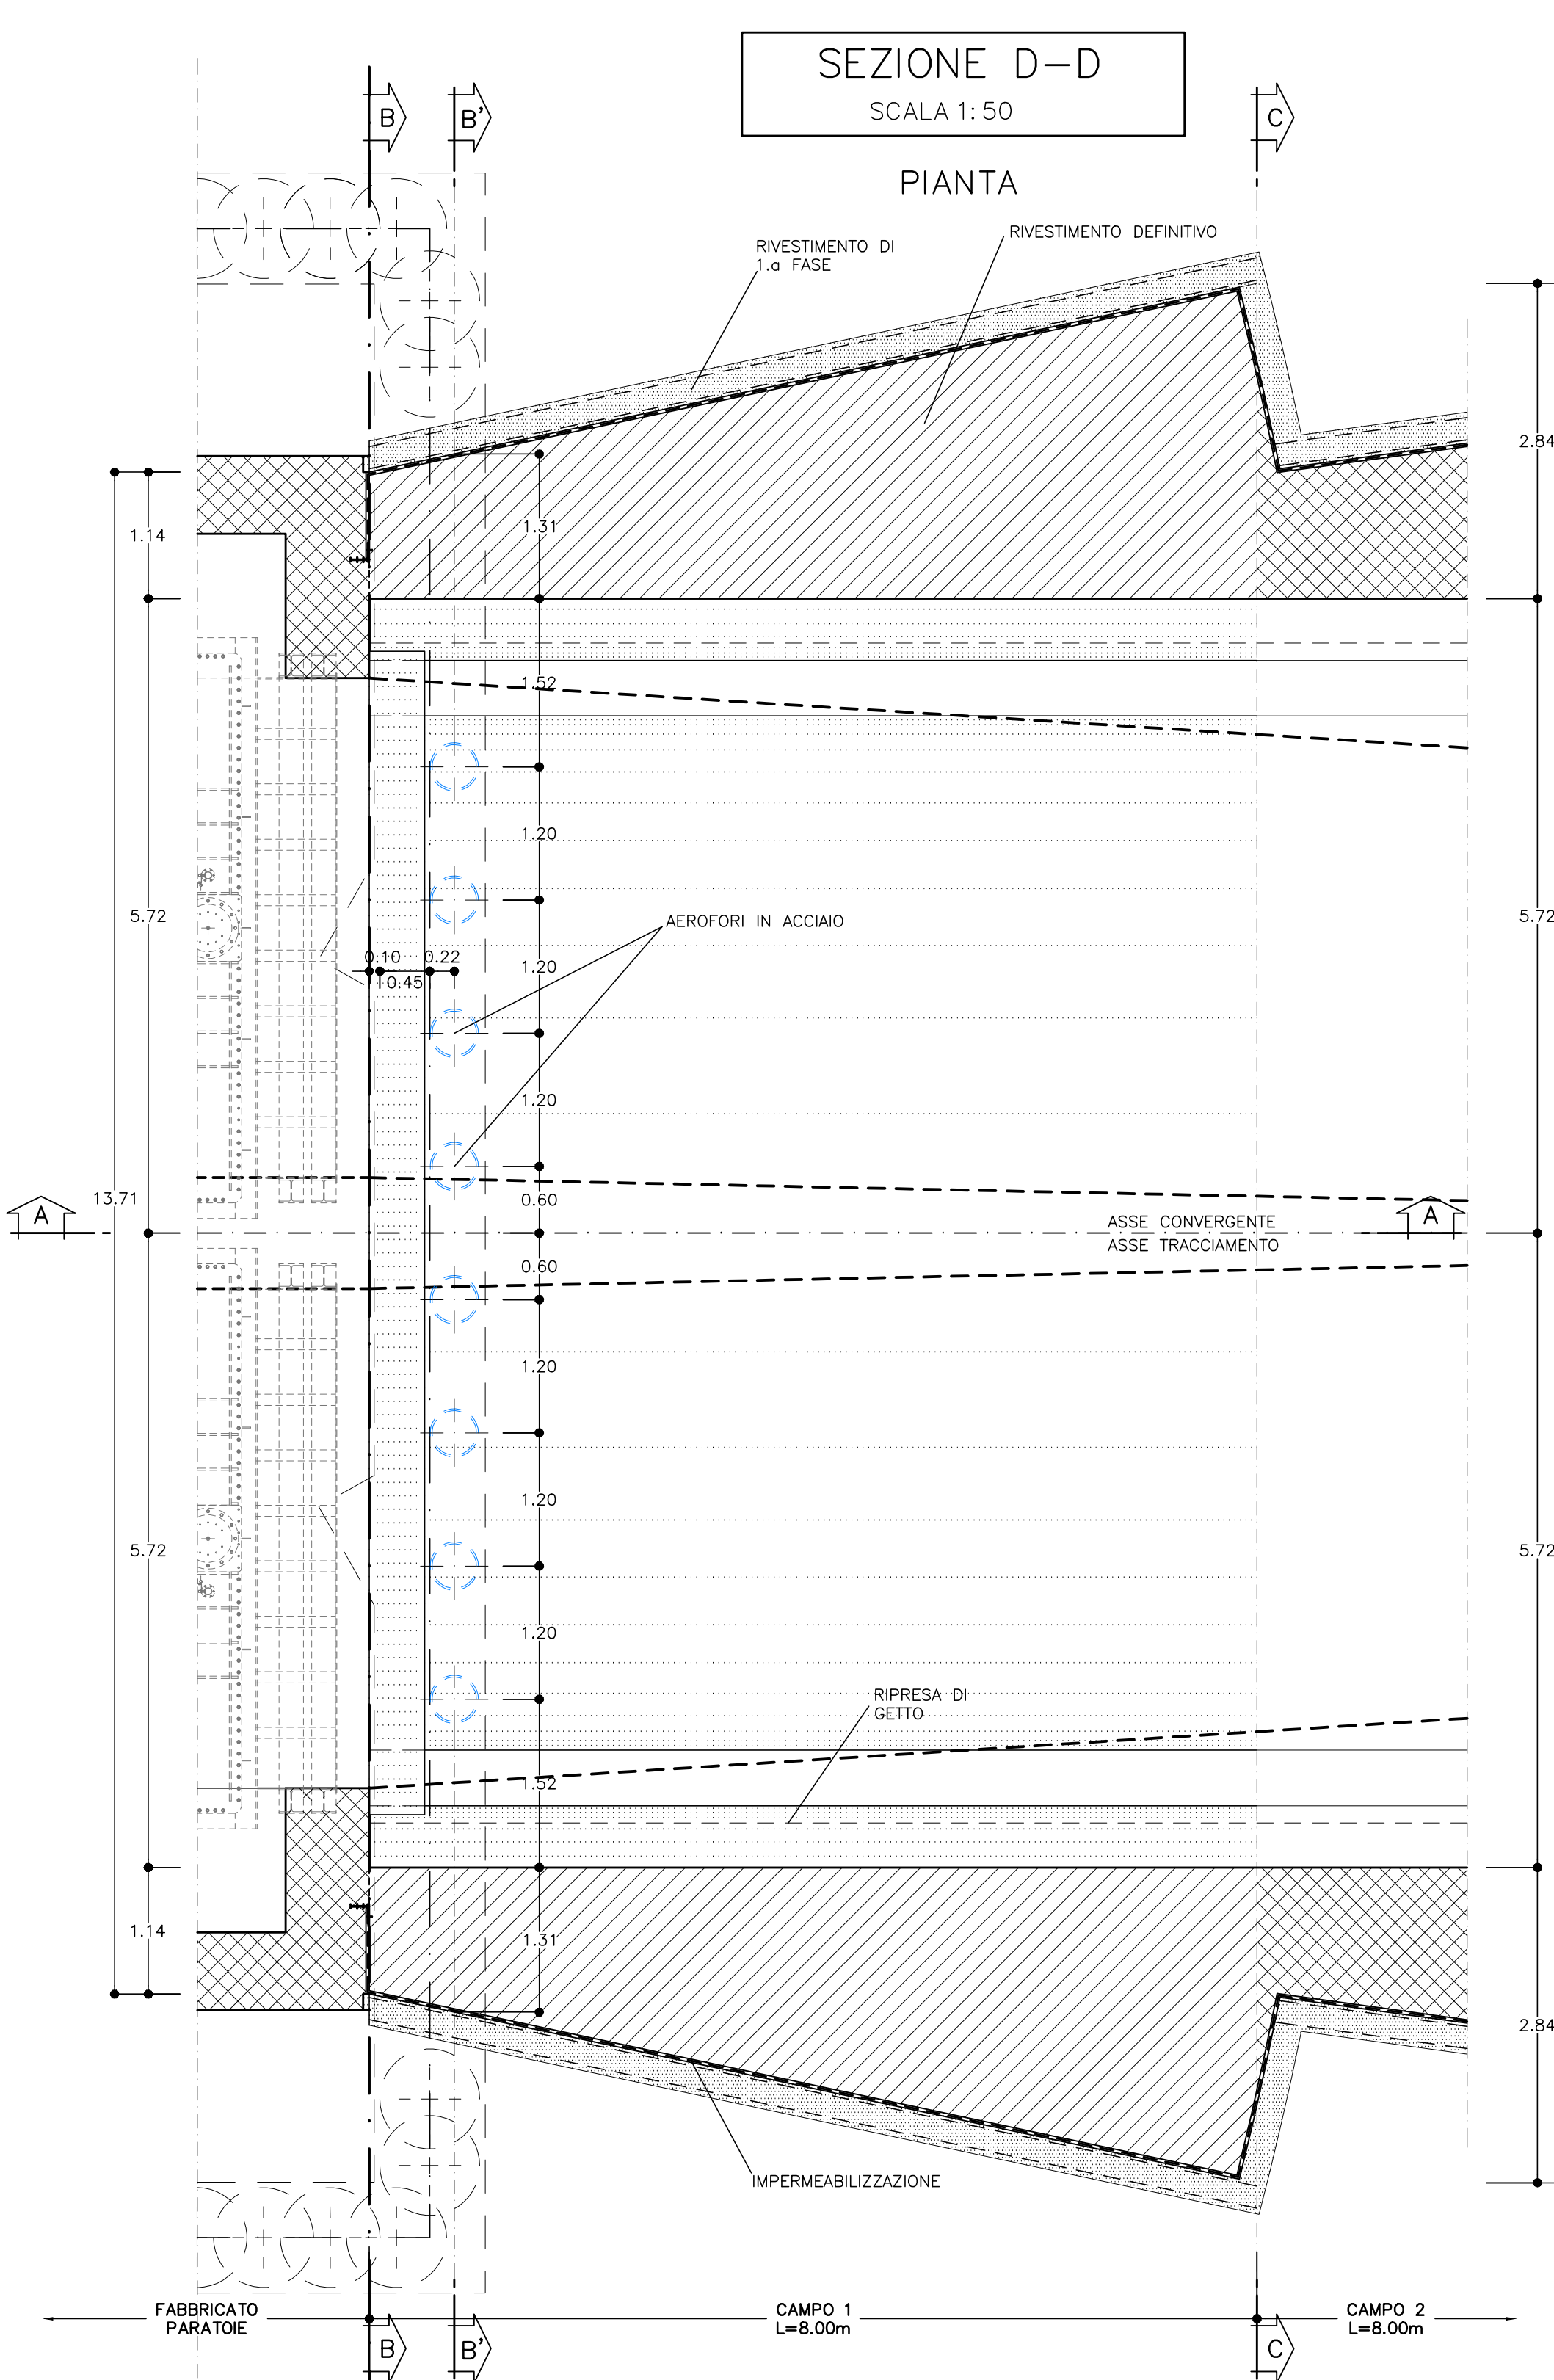 SEZIONE D-D
SCALA 1:50
B
B'
C
PIANTA
RIVESTIMENTO DI
1.a FASE
RIVESTIMENTO DEFINITIVO
2.84
1.31
1.14
1.52
1.20
5.72
AEROFORI IN ACCIAIO
5.72
0.10
0.22
1.20
0.45
1.20
13.71
0.60
A
ASSE CONVERGENTE
A
ASSE TRACCIAMENTO
0.60
1.20
1.20
5.72
5.72
1.20
RIPRESA DI
GETTO
1.52
1.14
1.31
2.84
IMPERMEABILIZZAZIONE
FABBRICATO
PARATOIE
CAMPO 1
L=8.00m
CAMPO 2
L=8.00m
B
B'
C